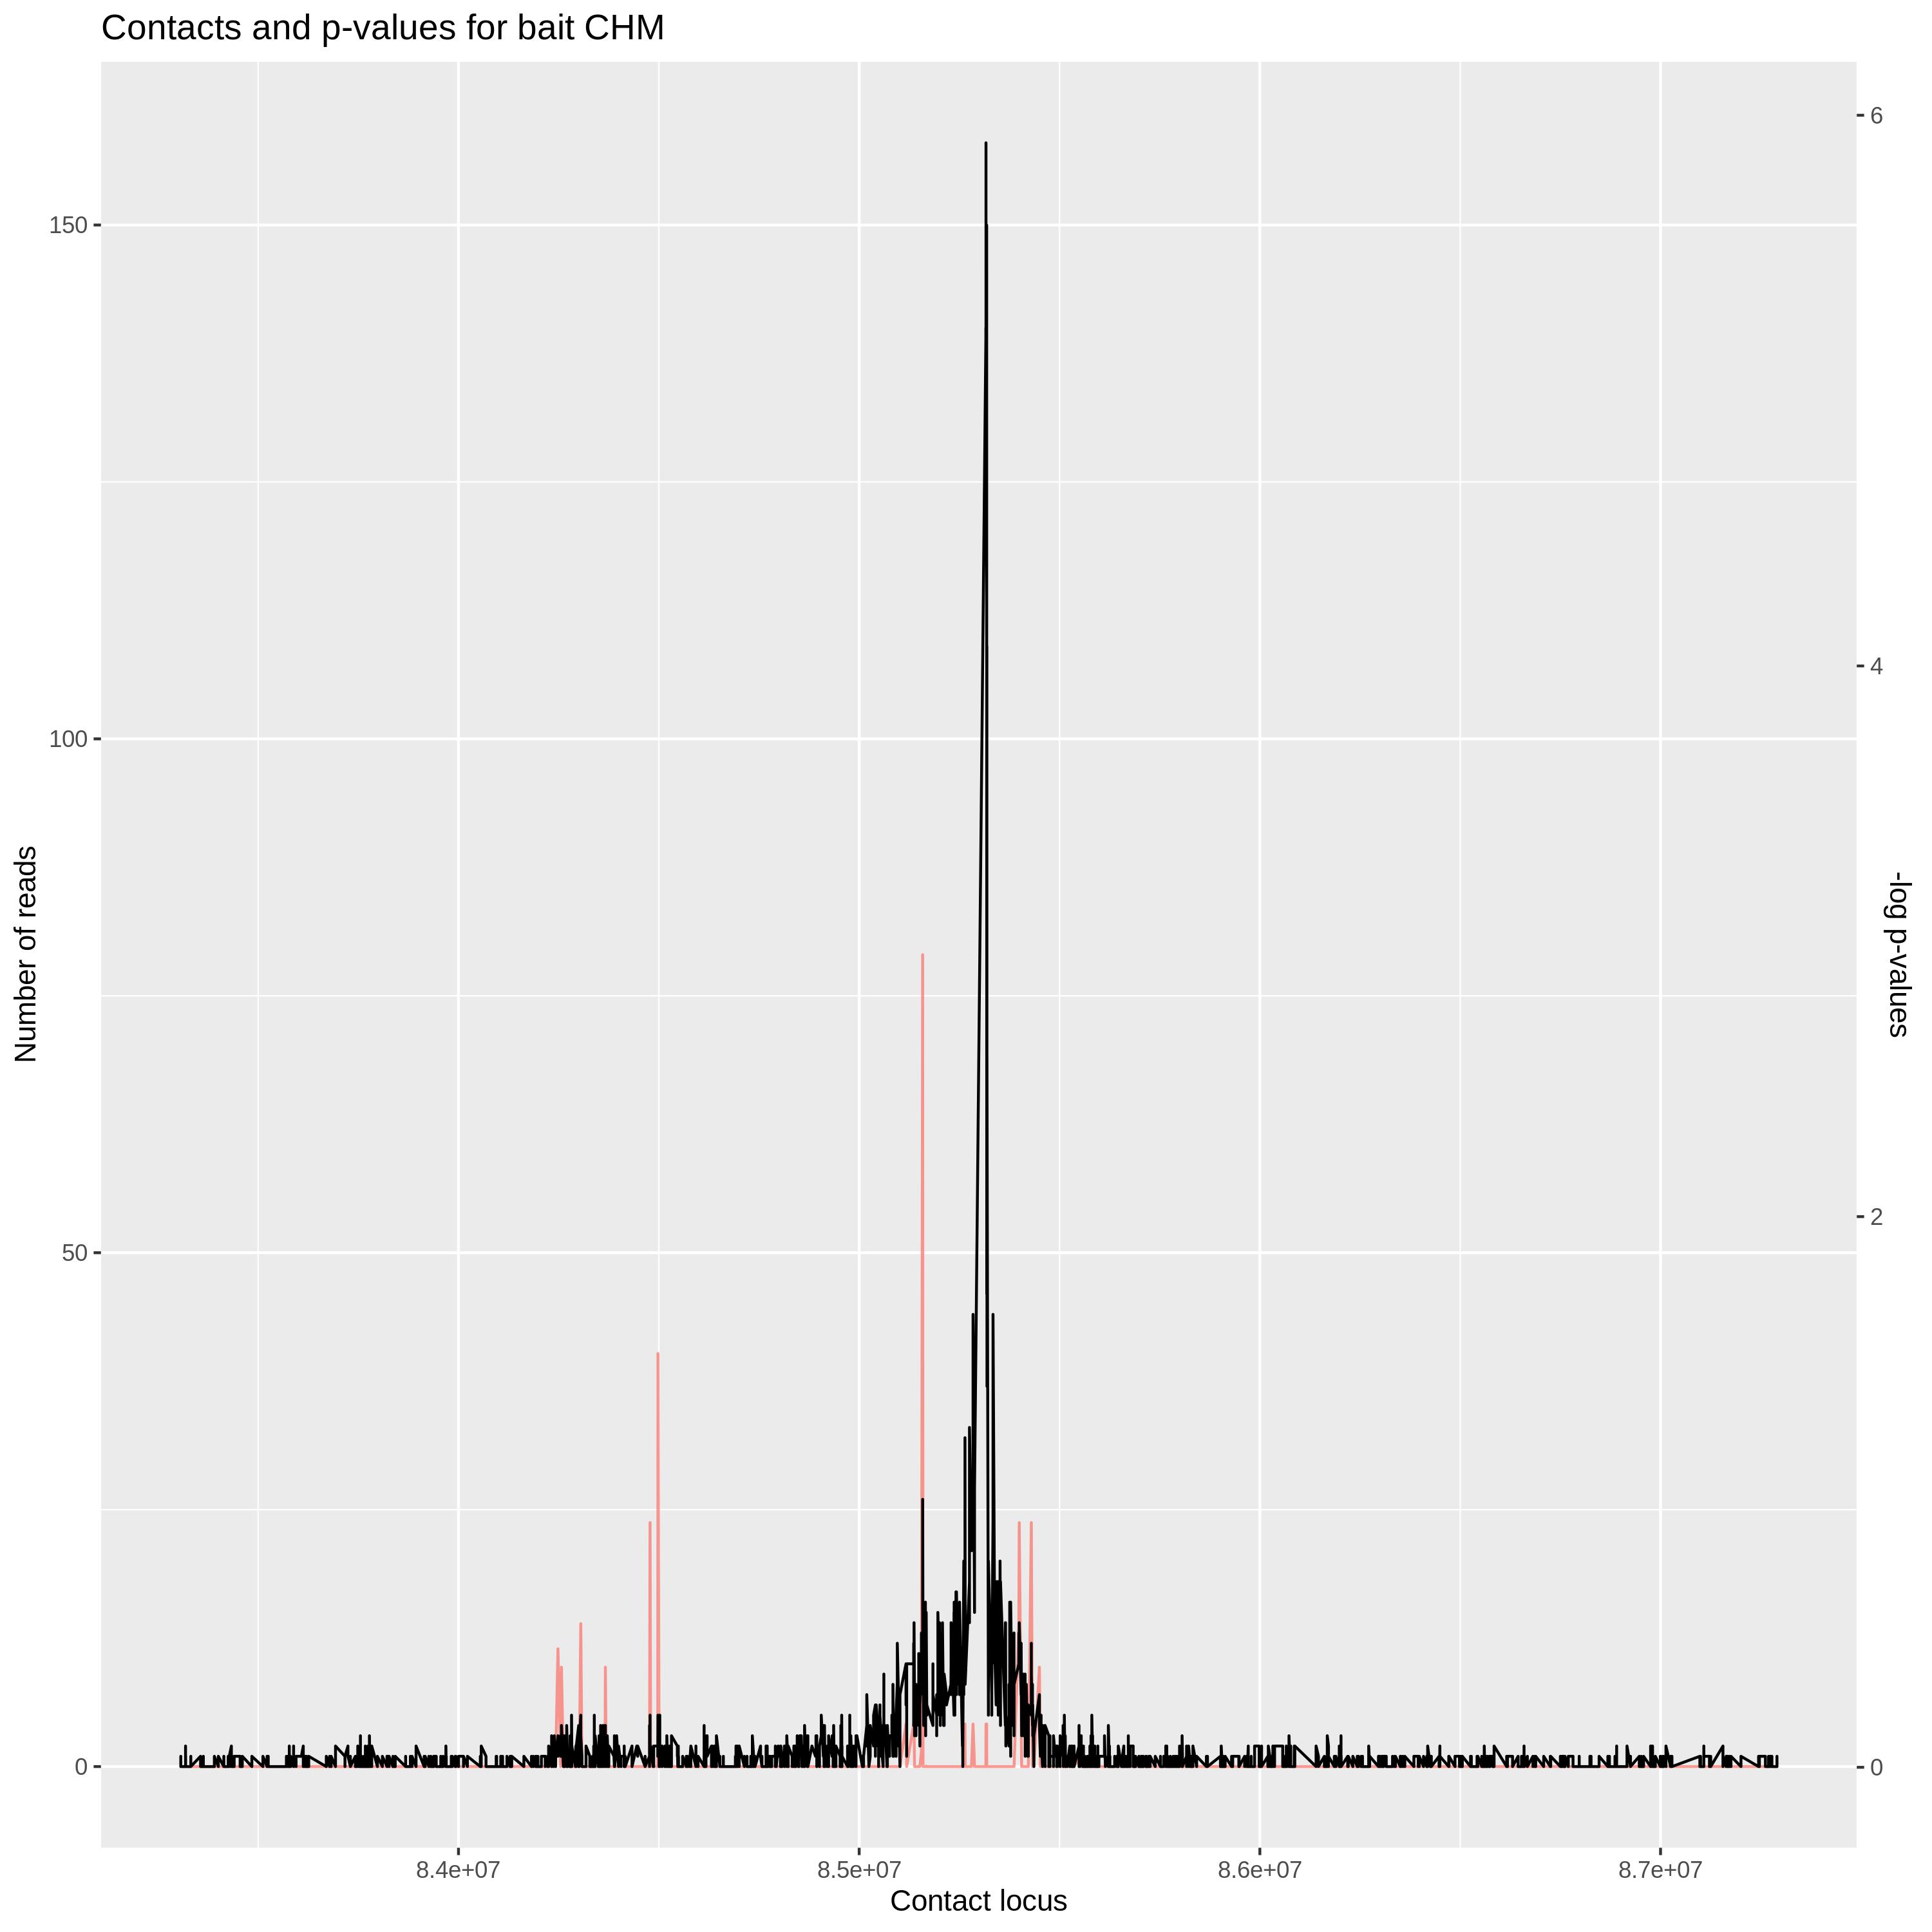 Contacts and p-values for bait CHM
6
150
4
100
Number of reads
-log p-values
50
2
0
0
8.4e+07
8.5e+07
8.6e+07
8.7e+07
Contact locus